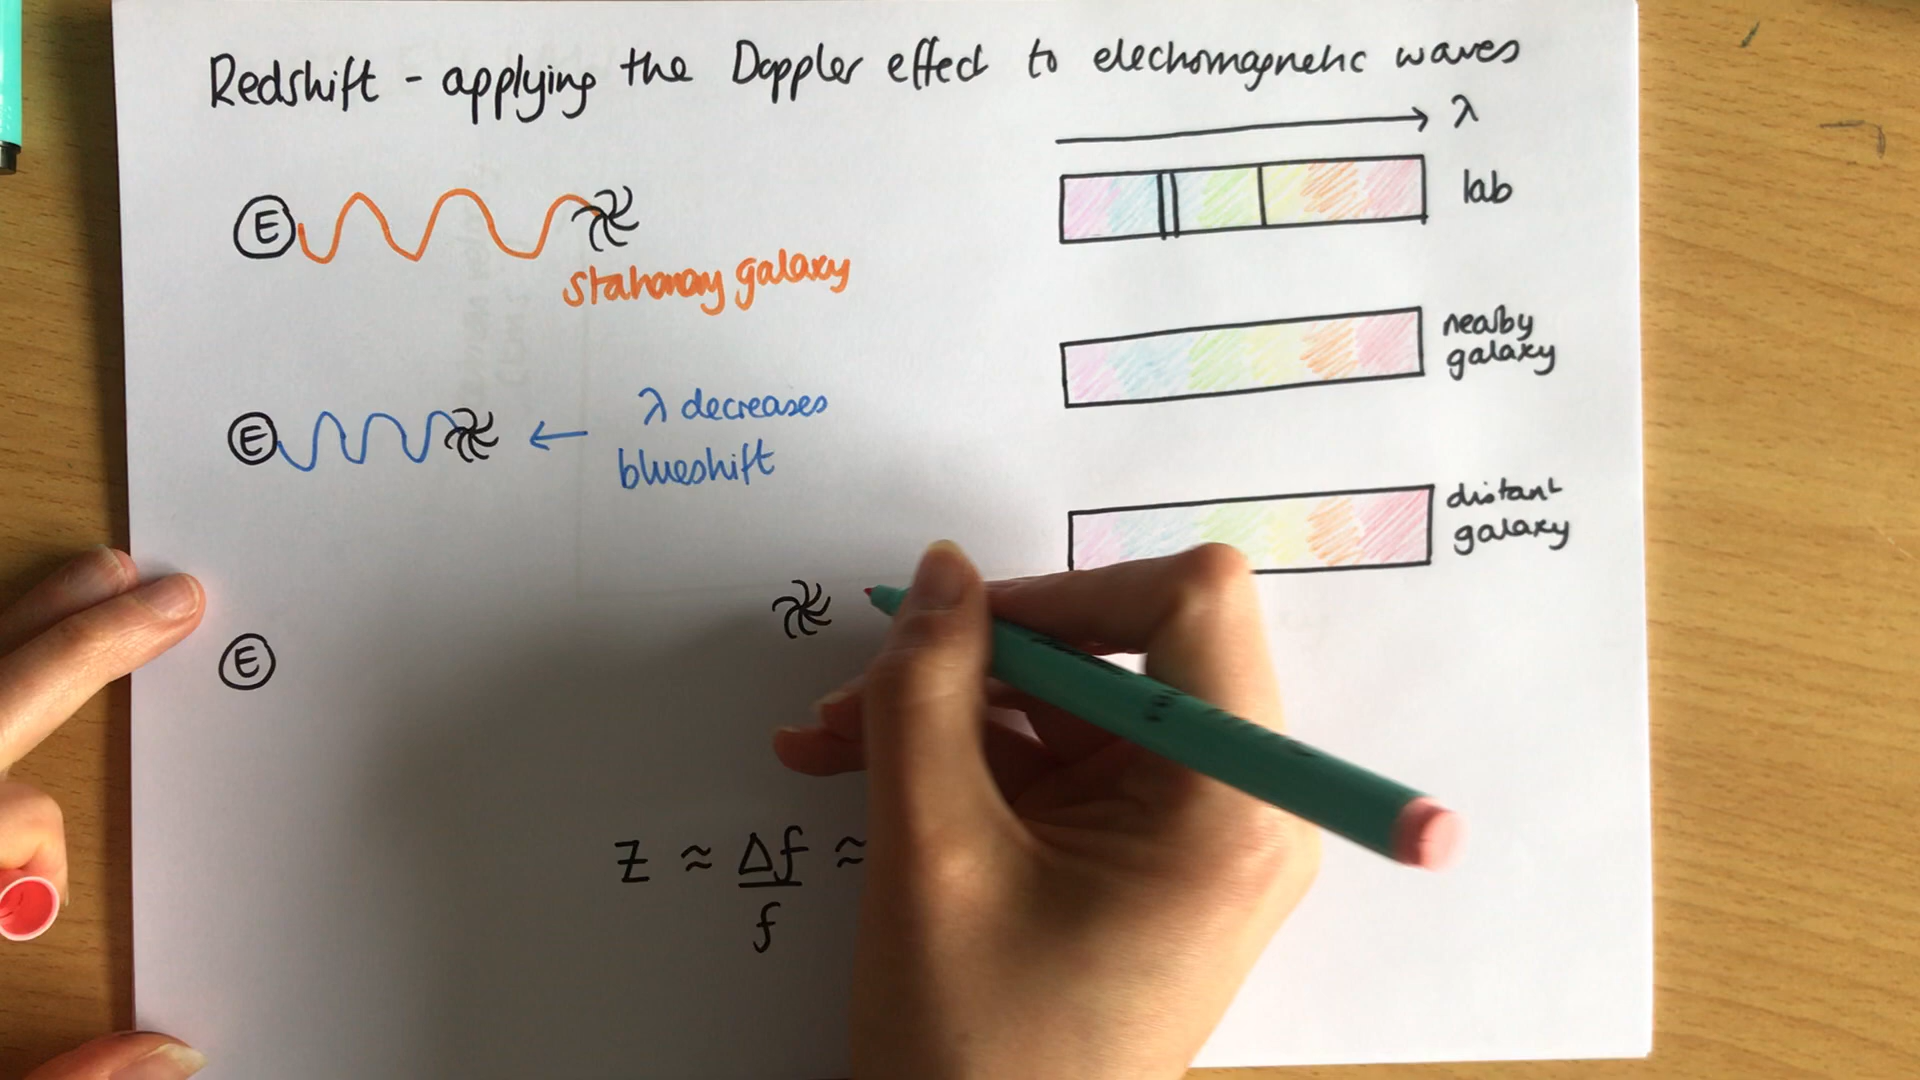 Redshift - applying the Doppler effect to electromagnetic waves
λ
lab
E
stationary galaxy
nearby
galaxy
E
← λ decreases
blueshift
distant
galaxy
E
Z ≈ Δf ≈
f